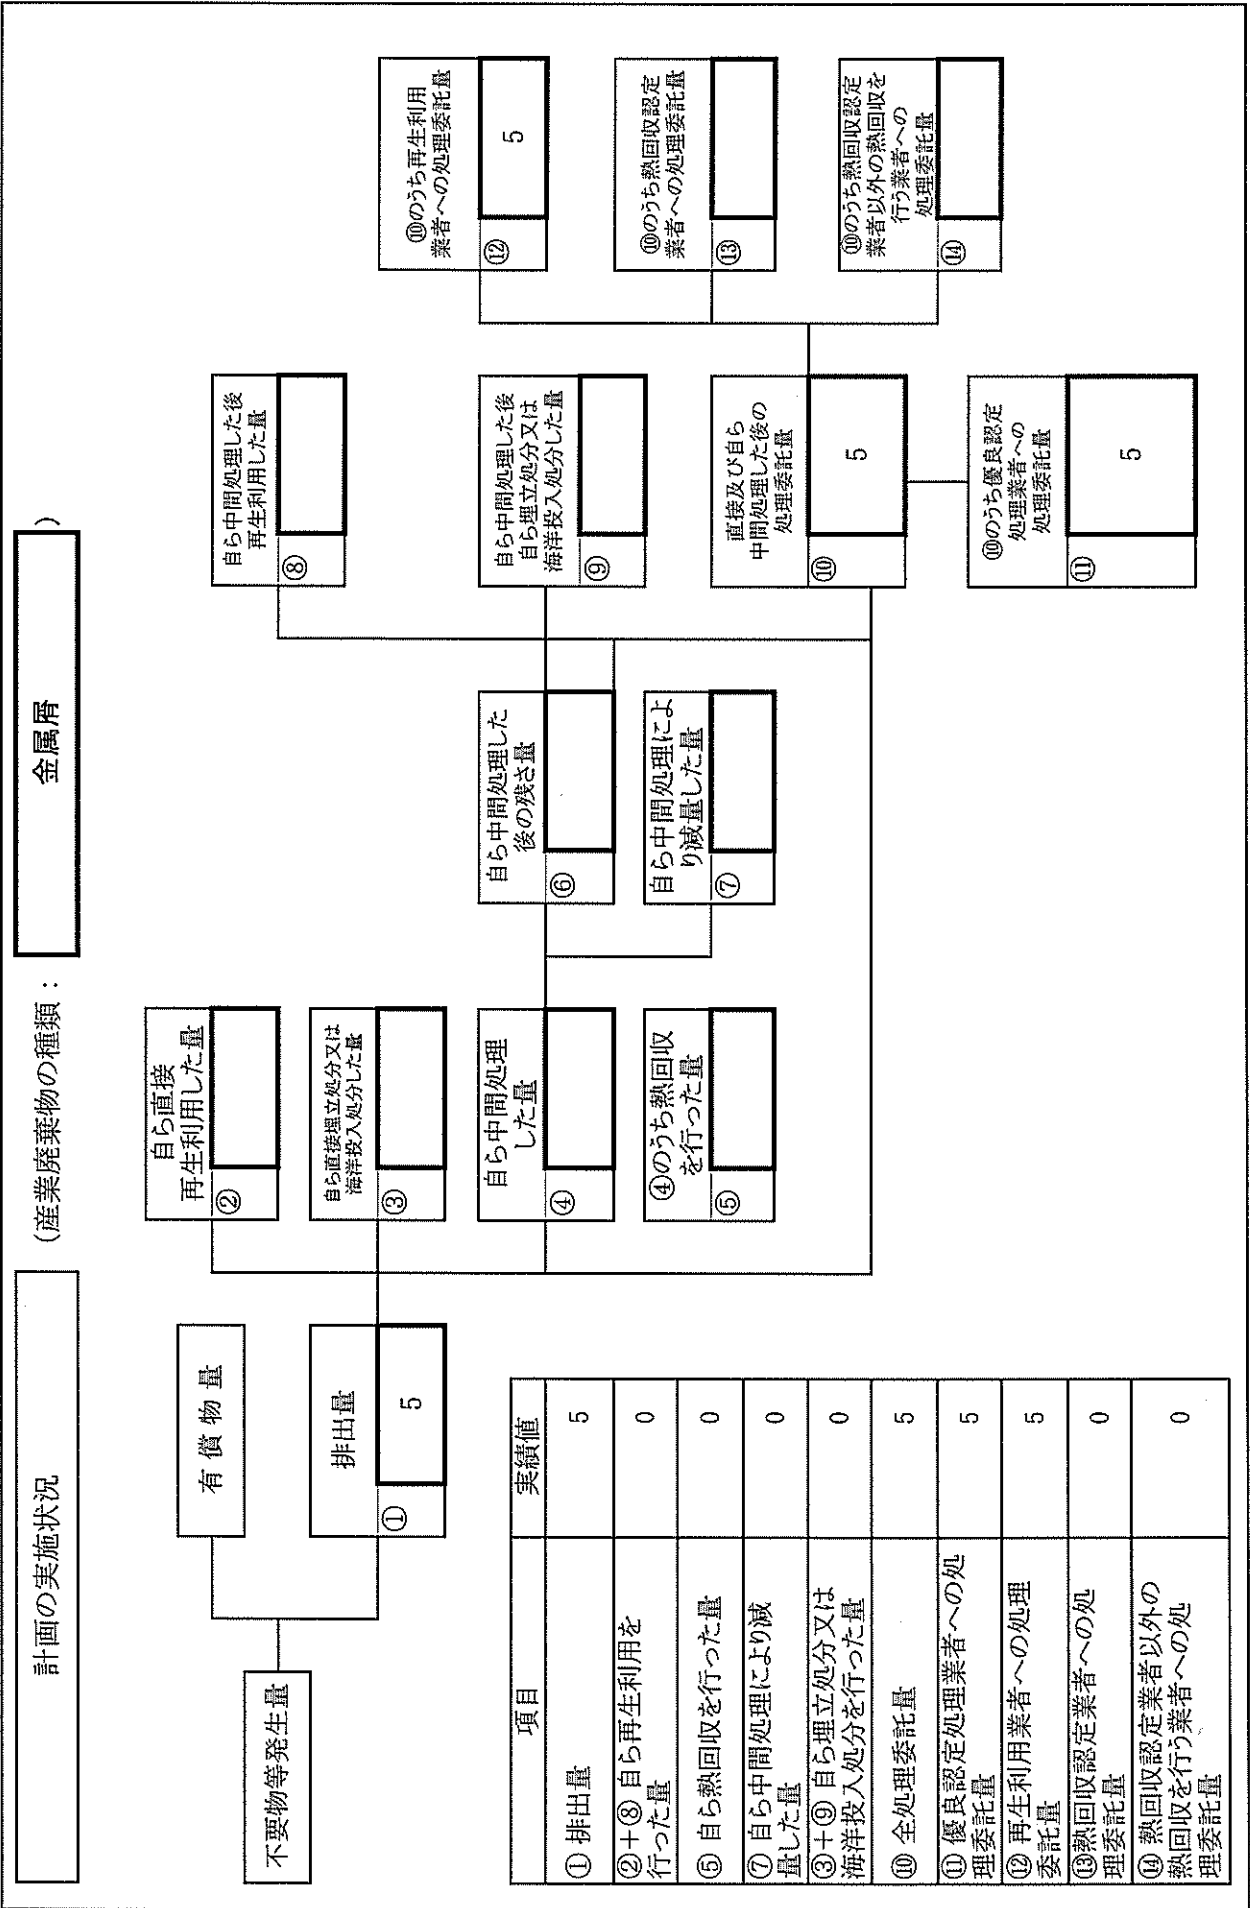 計画の実施状況
（産業廃棄物の種類：
金属屑
）
不要物等発生量
有 償 物 量
排出量
①
5
自ら直接
再生利用した量
②
自ら直接埋立処分又は
海洋投入処分した量
③
自ら中間処理
した量
④
④のうち熱回収
を行った量
⑤
自ら中間処理した
後の残さ量
⑥
自ら中間処理によ
り減量した量
⑦
自ら中間処理した後
再生利用した量
⑧
自ら中間処理した後
自ら埋立処分又は
海洋投入処分した量
⑨
直接及び自ら
中間処理した後の
処理委託量
⑩
5
⑩のうち優良認定
処理業者への
処理委託量
⑪
5
⑩のうち再生利用
業者への処理委託量
⑫
5
⑩のうち熱回収認定
業者への処理委託量
⑬
⑩のうち熱回収認定
業者以外の熱回収を
行う業者への
処理委託量
⑭
項目 実績値
① 排出量 5
②＋⑧ 自ら再生利用を
行った量 0
⑤ 自ら熱回収を行った量 0
⑦ 自ら中間処理により減
量した量 0
③＋⑨ 自ら埋立処分又は
海洋投入処分を行った量 0
⑩ 全処理委託量 5
⑪ 優良認定処理業者への処
理委託量 5
⑫ 再生利用業者への処理
委託量 5
⑬熱回収認定業者への処
理委託量 0
⑭ 熱回収認定業者以外の
熱回収を行う業者への処
理委託量 0